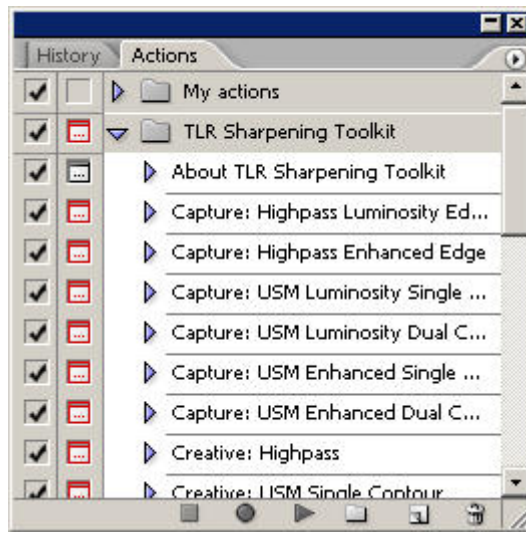 History Actions
My actions
TLR Sharpening Toolkit
About TLR Sharpening Toolkit
Capture: Highpass Luminosity Ed...
Capture: Highpass Enhanced Edge
Capture: USM Luminosity Single ...
Capture: USM Luminosity Dual C...
Capture: USM Enhanced Single ...
Capture: USM Enhanced Dual C...
Creative: Highpass
Creative: USM Single Contour